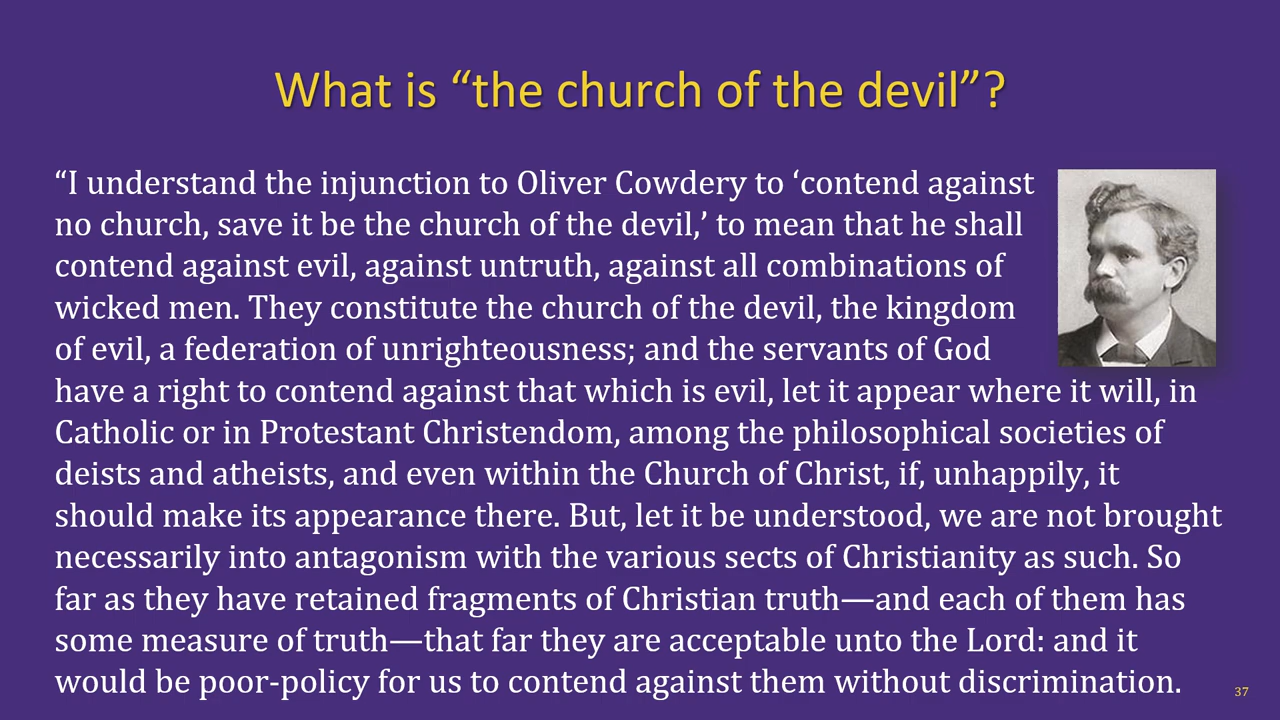 What is “the church of the devil”?
“I understand the injunction to Oliver Cowdery to ‘contend against
no church, save it be the church of the devil,’ to mean that he shall
contend against evil, against untruth, against all combinations of
wicked men. They constitute the church of the devil, the kingdom
of evil, a federation of unrighteousness; and the servants of God
have a right to contend against that which is evil, let it appear where it will, in
Catholic or in Protestant Christendom, among the philosophical societies of
deists and atheists, and even within the Church of Christ, if, unhappily, it
should make its appearance there. But, let it be understood, we are not brought
necessarily into antagonism with the various sects of Christianity as such. So
far as they have retained fragments of Christian truth—and each of them has
some measure of truth—that far they are acceptable unto the Lord: and it
would be poor-policy for us to contend against them without discrimination.
37